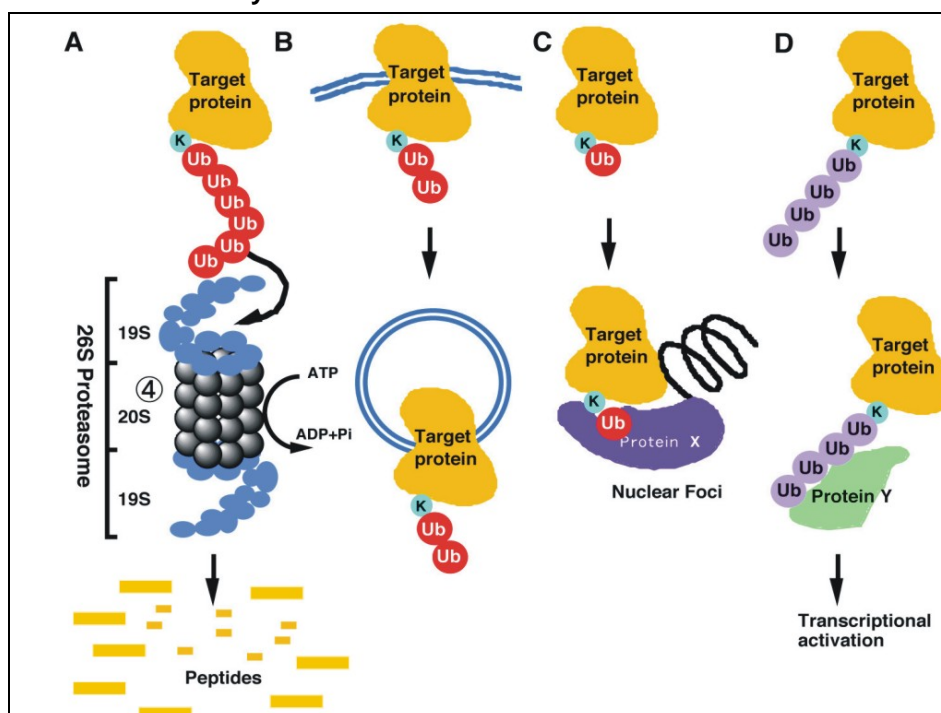 A
B
C
D
Target
protein
K
Ub
Ub
Ub
Ub
Ub
Ub
Target
protein
K
Ub
Ub
Target
protein
K
Ub
Target
protein
K
Ub
Ub
Ub
Ub
26S Proteasome
19S
④
20S
19S
ATP
ADP+Pi
Peptides
Target
protein
K
Ub
Ub
Target
protein
K
Ub
Protein X
Nuclear Foci
Target
protein
K
Ub
Ub
Ub
Ub
Protein Y
Transcriptional
activation